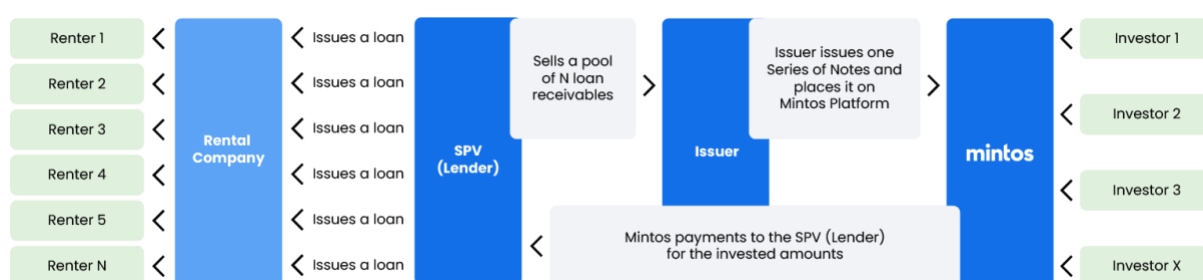 Renter 1
Renter 2
Renter 3
Renter 4
Renter 5
Renter N
Rental
Company
Issues a loan
Issues a loan
Issues a loan
Issues a loan
Issues a loan
Issues a loan
SPV
(Lender)
Sells a pool
of N loan
receivables
Issuer
Issuer issues one
Series of Notes and
places it on
Mintos Platform
Mintos payments to the SPV (Lender)
for the invested amounts
mintos
Investor 1
Investor 2
Investor 3
Investor X